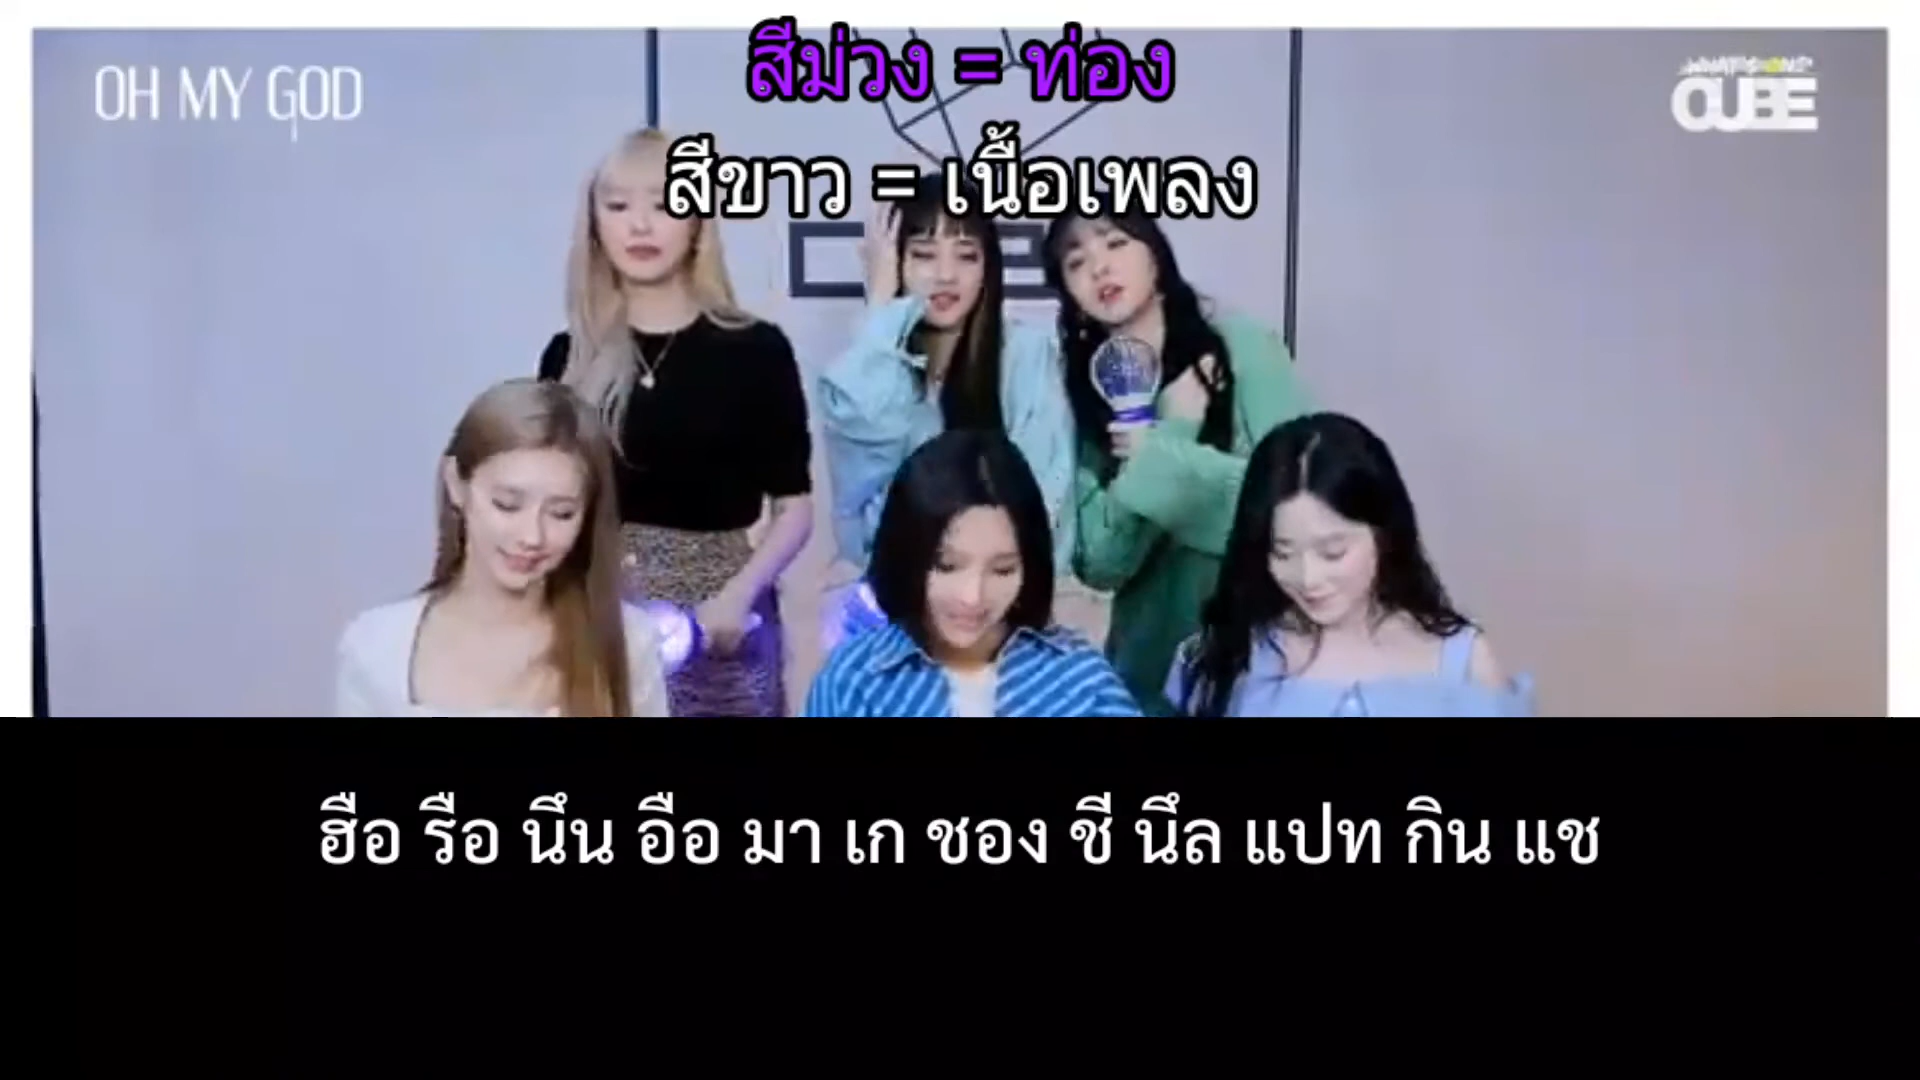 สีม่วง = ท่อง
OH MY GOD
WHAT'S ON?
CUBE
สีขาว = เนื้อเพลง
ฮือ รือ นึน อือ มา เก ชอง ชี นึล แปท กิน แช